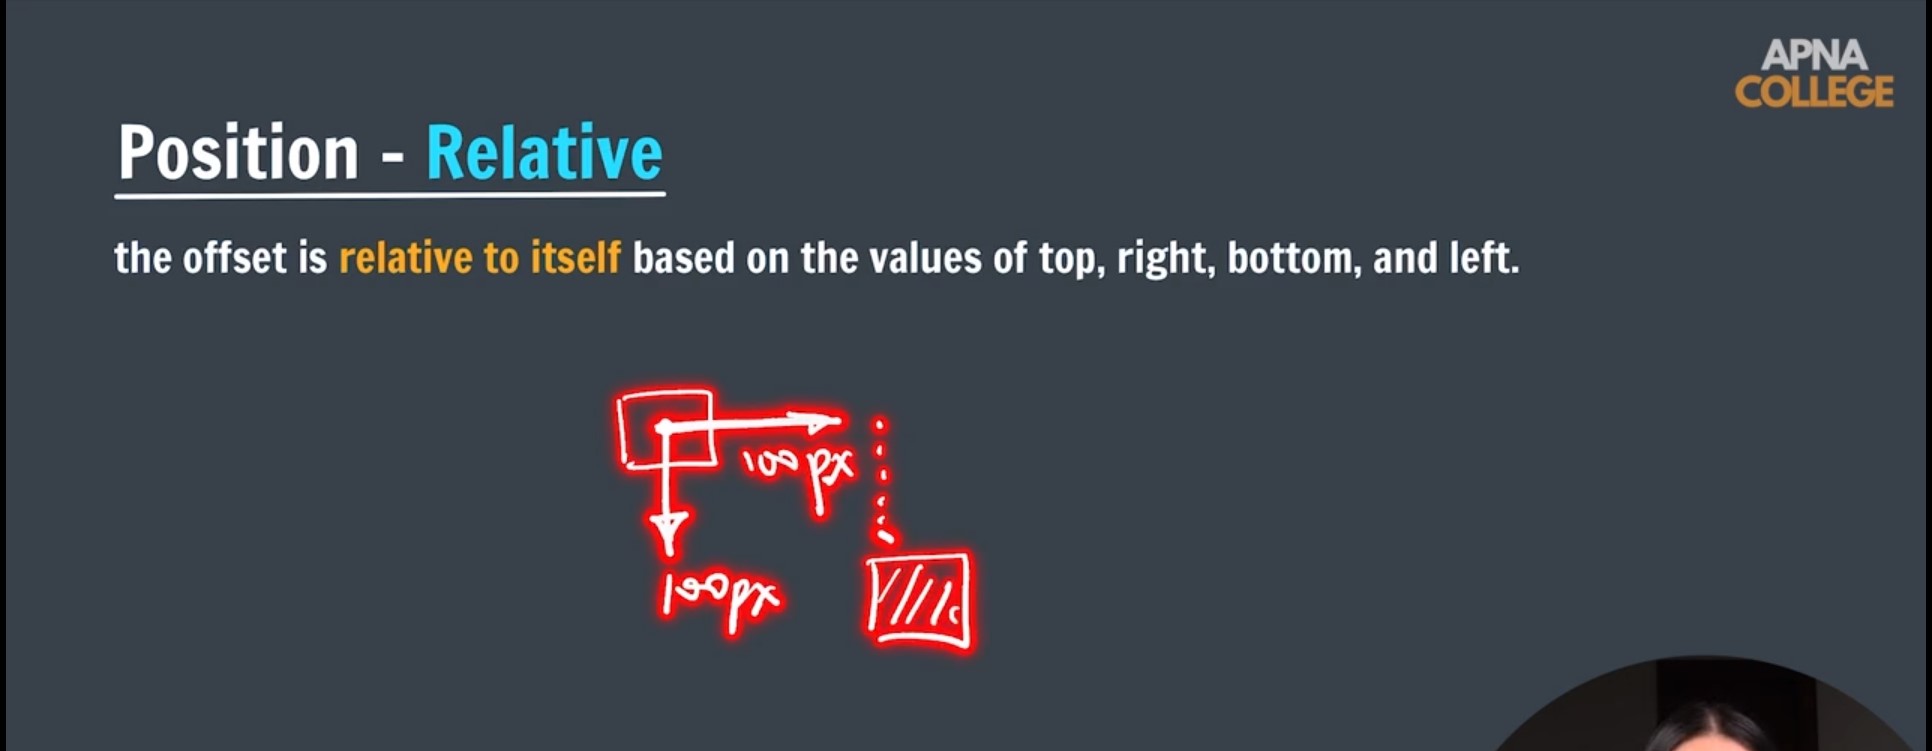 APNA
COLLEGE
Position - Relative
the offset is relative to itself based on the values of top, right, bottom, and left.
100px
100px